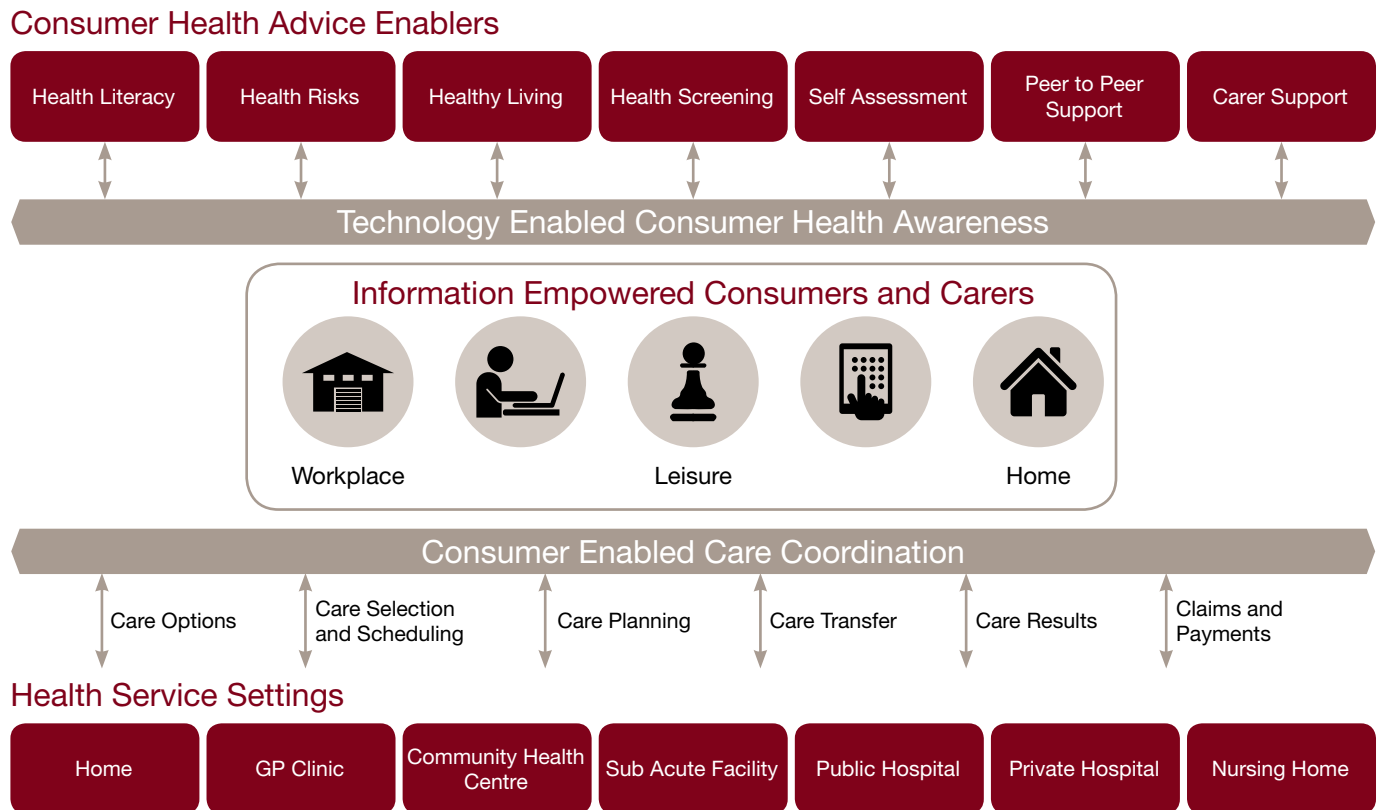 Consumer Health Advice Enablers
Health Literacy
Health Risks
Healthy Living
Health Screening
Self Assessment
Peer to Peer
Support
Carer Support
Technology Enabled Consumer Health Awareness
Information Empowered Consumers and Carers
Workplace
Leisure
Home
Consumer Enabled Care Coordination
Care Options
Care Selection
and Scheduling
Care Planning
Care Transfer
Care Results
Claims and
Payments
Health Service Settings
Home
GP Clinic
Community Health
Centre
Sub Acute Facility
Public Hospital
Private Hospital
Nursing Home